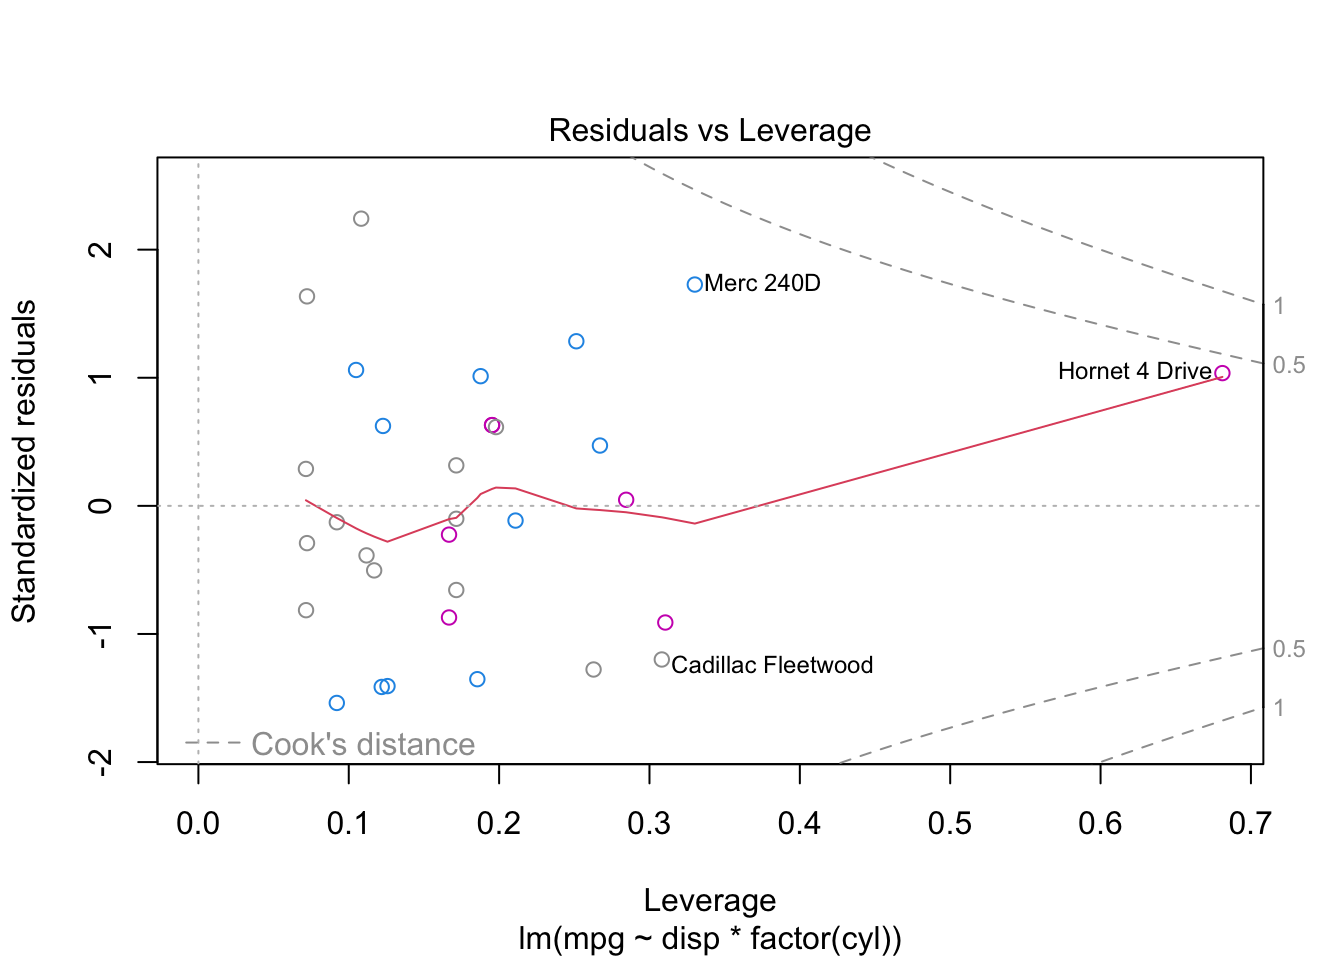 Residuals vs Leverage
Standardized residuals
2
1
0
-1
-2
Merc 240D
Hornet 4 Drive
Cadillac Fleetwood
1
0.5
0.5
1
Cook's distance
0.0 0.1 0.2 0.3 0.4 0.5 0.6 0.7
Leverage
lm(mpg ~ disp * factor(cyl))